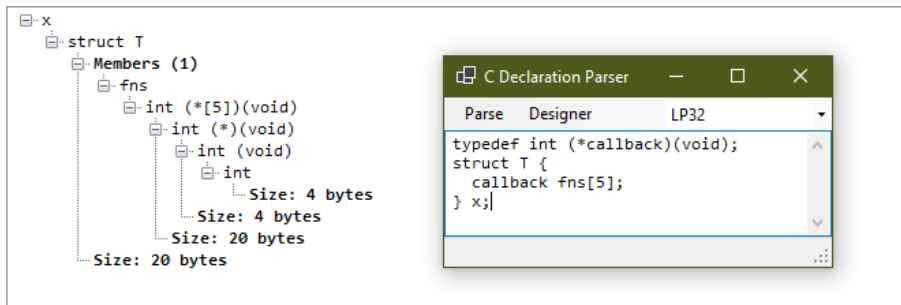 x
struct T
Members (1)
fns
int (*[5])(void)
int (*)(void)
int (void)
int
Size: 4 bytes
Size: 4 bytes
Size: 20 bytes
Size: 20 bytes
C Declaration Parser
Parse Designer LP32
typedef int (*callback)(void);
struct T {
  callback fns[5];
} x;